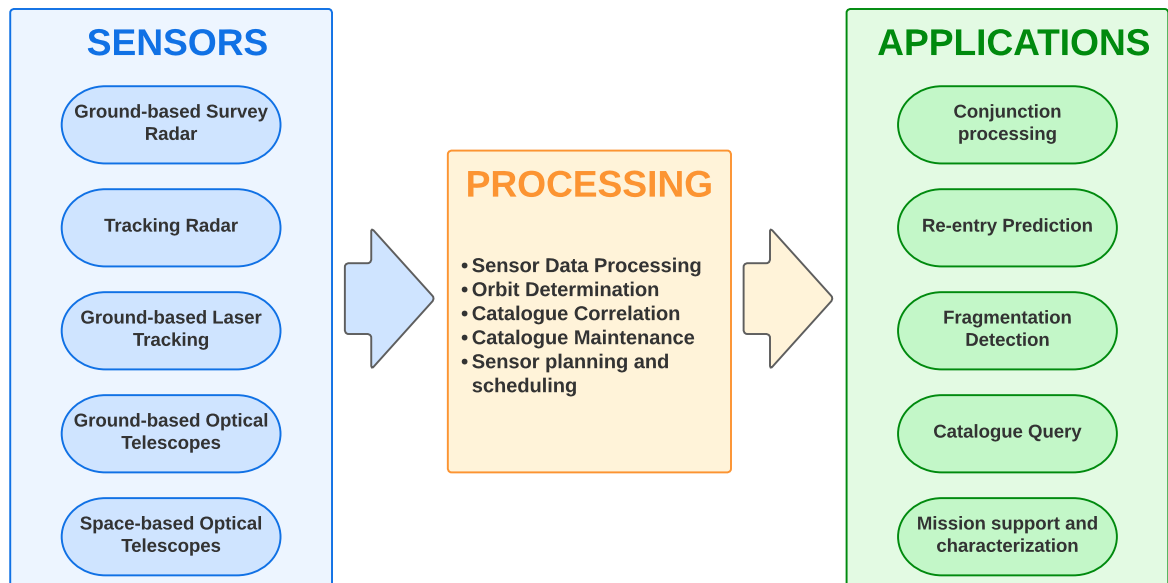 SENSORS
Ground-based Survey
Radar
Tracking Radar
Ground-based Laser
Tracking
Ground-based Optical
Telescopes
Space-based Optical
Telescopes
PROCESSING
• Sensor Data Processing
• Orbit Determination
• Catalogue Correlation
• Catalogue Maintenance
• Sensor planning and
scheduling
APPLICATIONS
Conjunction
processing
Re-entry Prediction
Fragmentation
Detection
Catalogue Query
Mission support and
characterization